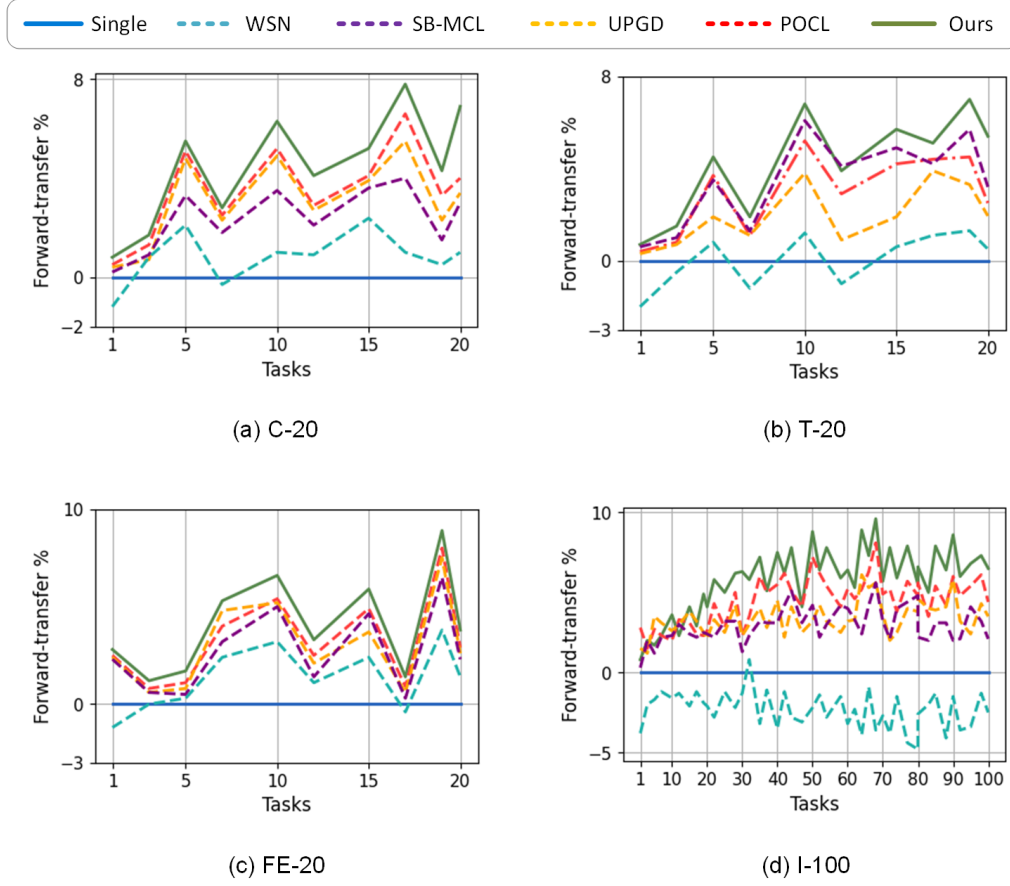 Single WSN SB-MCL UPGD POCL Ours
8
0
−2
Forward-transfer %
1 5 10 15 20
Tasks
(a) C-20
8
0
−3
Forward-transfer %
1 5 10 15 20
Tasks
(b) T-20
10
0
−3
Forward-transfer %
1 5 10 15 20
Tasks
(c) FE-20
10
0
−5
Forward-transfer %
1 10 20 30 40 50 60 70 80 90 100
Tasks
(d) I-100